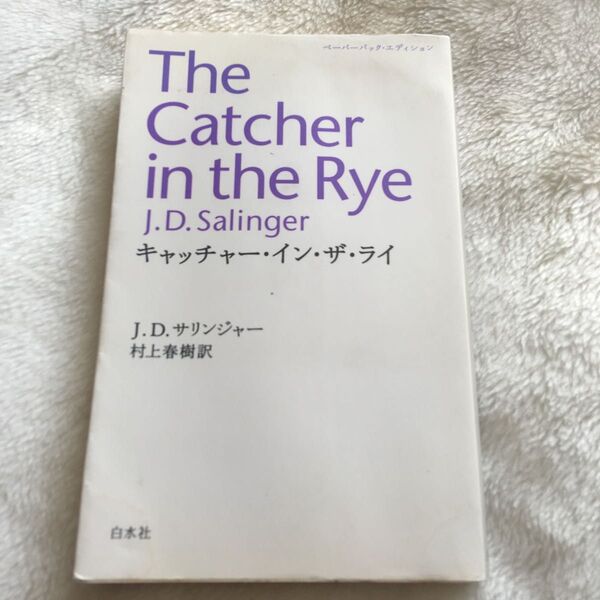 ペーパーバック・エディション
The
Catcher
in the Rye
J.D. Salinger
キャッチャー・イン・ザ・ライ
J.D.サリンジャー
村上春樹訳
白水社